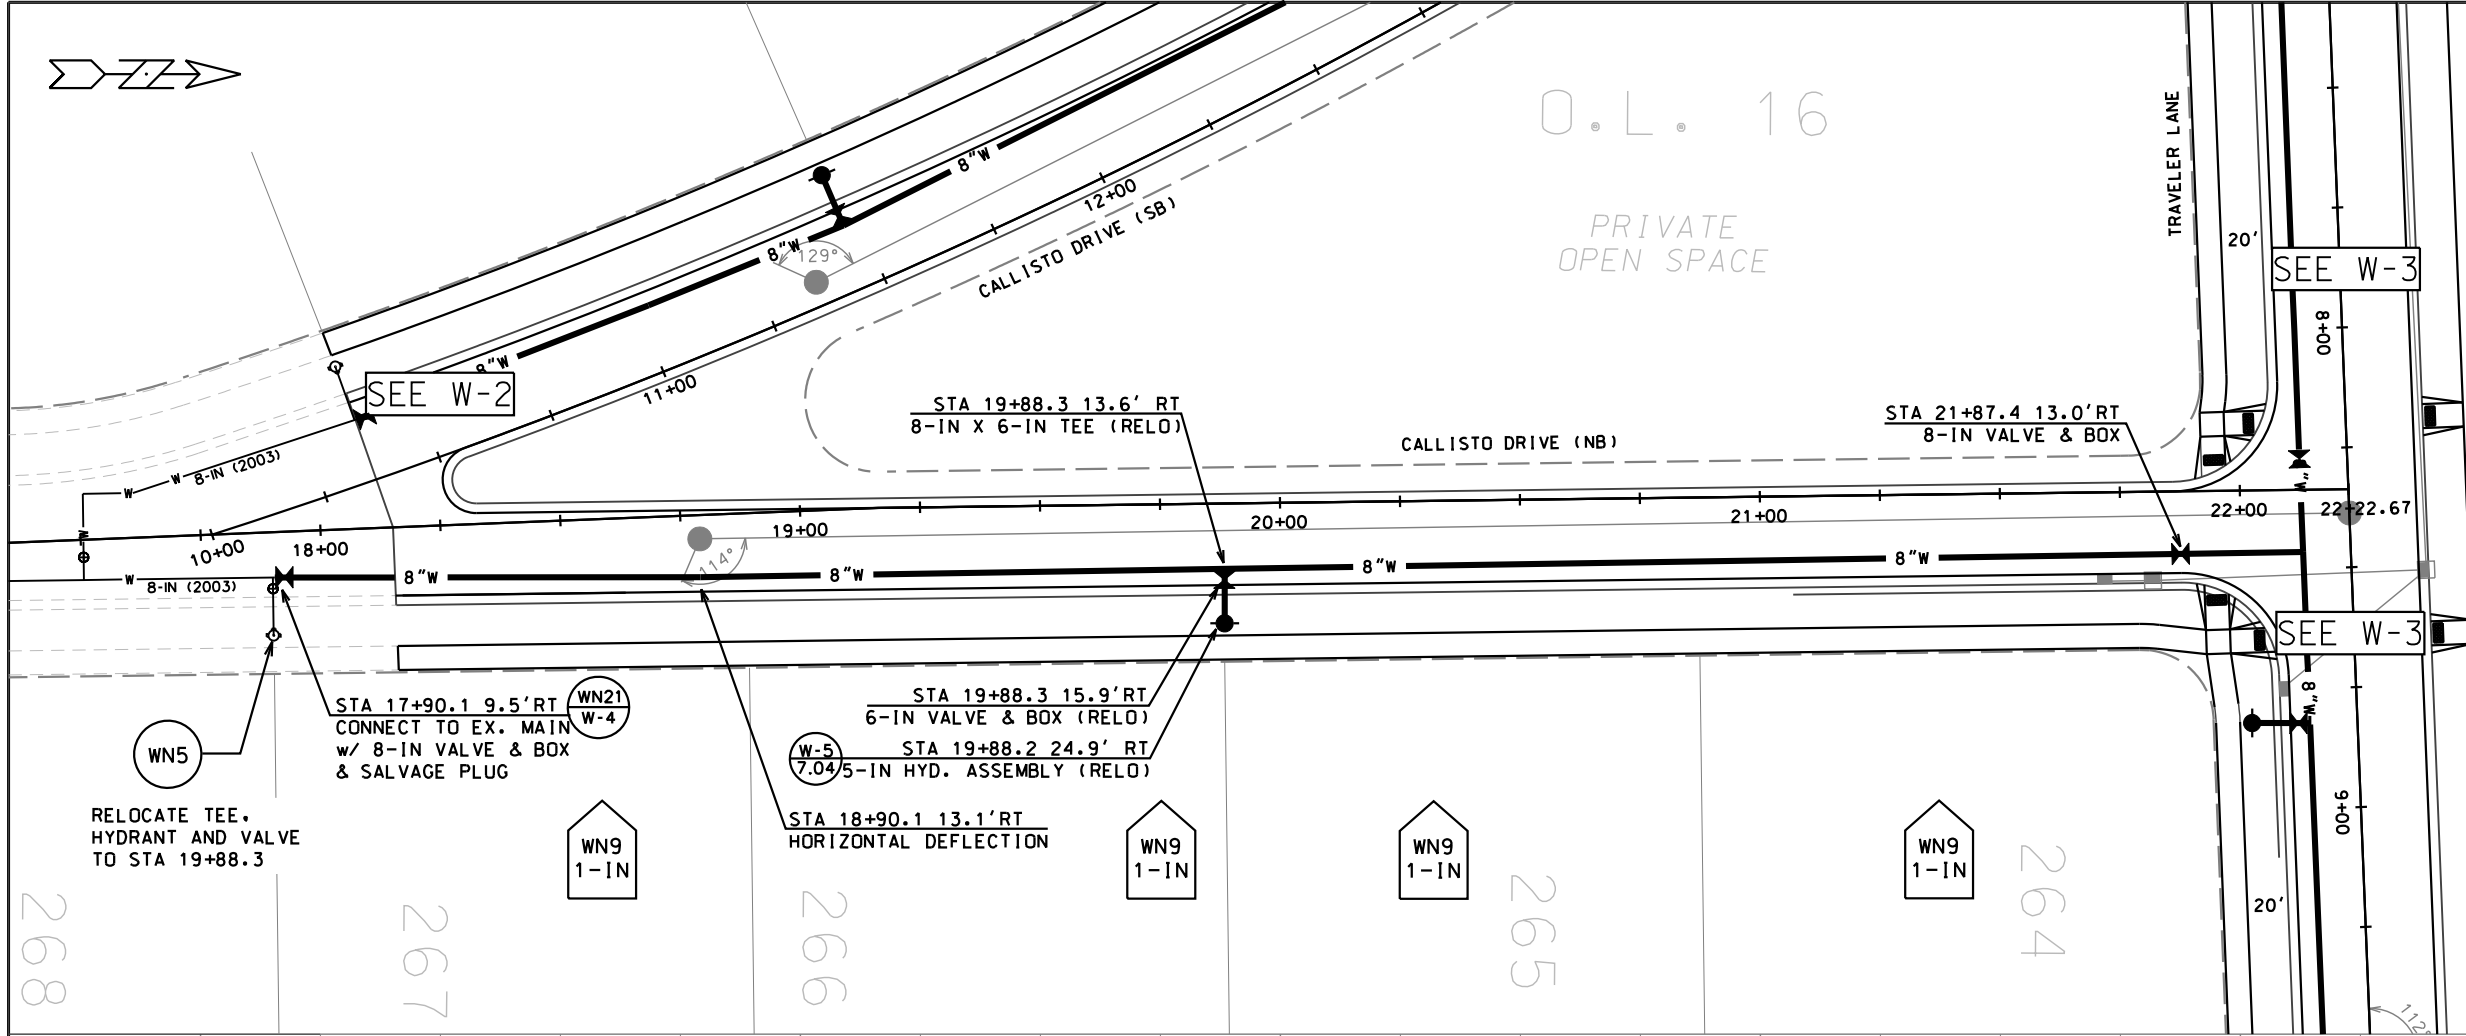 O.L. 16
PRIVATE
OPEN SPACE
TRAVELER LANE
20'
SEE W-3
8+00
8"W
12+00
CALLISTO DRIVE (SB)
8"W
129°
8"W
SEE W-2
11+00
W
W
8-IN (2003)
W
STA 19+88.3 13.6' RT
8-IN X 6-IN TEE (RELO)
CALLISTO DRIVE (NB)
STA 21+87.4 13.0'RT
8-IN VALVE & BOX
"W
10+00
18+00
19+00
20+00
21+00
22+00
22+22.67
W
8-IN (2003)
8"W
114°
8"W
8"W
8"W
SEE W-3
8"W
WN5
RELOCATE TEE,
HYDRANT AND VALVE
TO STA 19+88.3
STA 17+90.1 9.5'RT
CONNECT TO EX. MAIN
w/ 8-IN VALVE & BOX
& SALVAGE PLUG
WN21
W-4
STA 19+88.3 15.9'RT
6-IN VALVE & BOX (RELO)
W-5
7.04
STA 19+88.2 24.9' RT
5-IN HYD. ASSEMBLY (RELO)
STA 18+90.1 13.1'RT
HORIZONTAL DEFLECTION
WN9
1-IN
WN9
1-IN
WN9
1-IN
WN9
1-IN
9+00
20'
268
267
266
265
264
112°